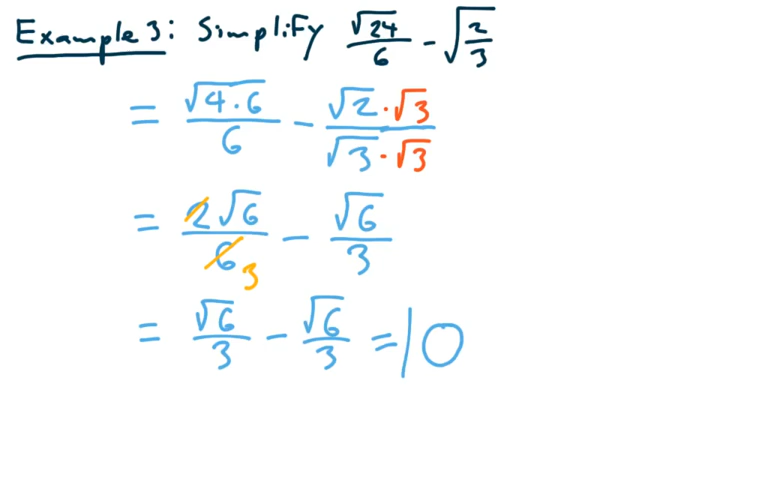 Example 3: Simplify √24/6 - √(2/3)
= √(4·6)/6 - (√2·√3)/(√3·√3)
= 2√6/6 3 - √6/3
= √6/3 - √6/3 = | 0